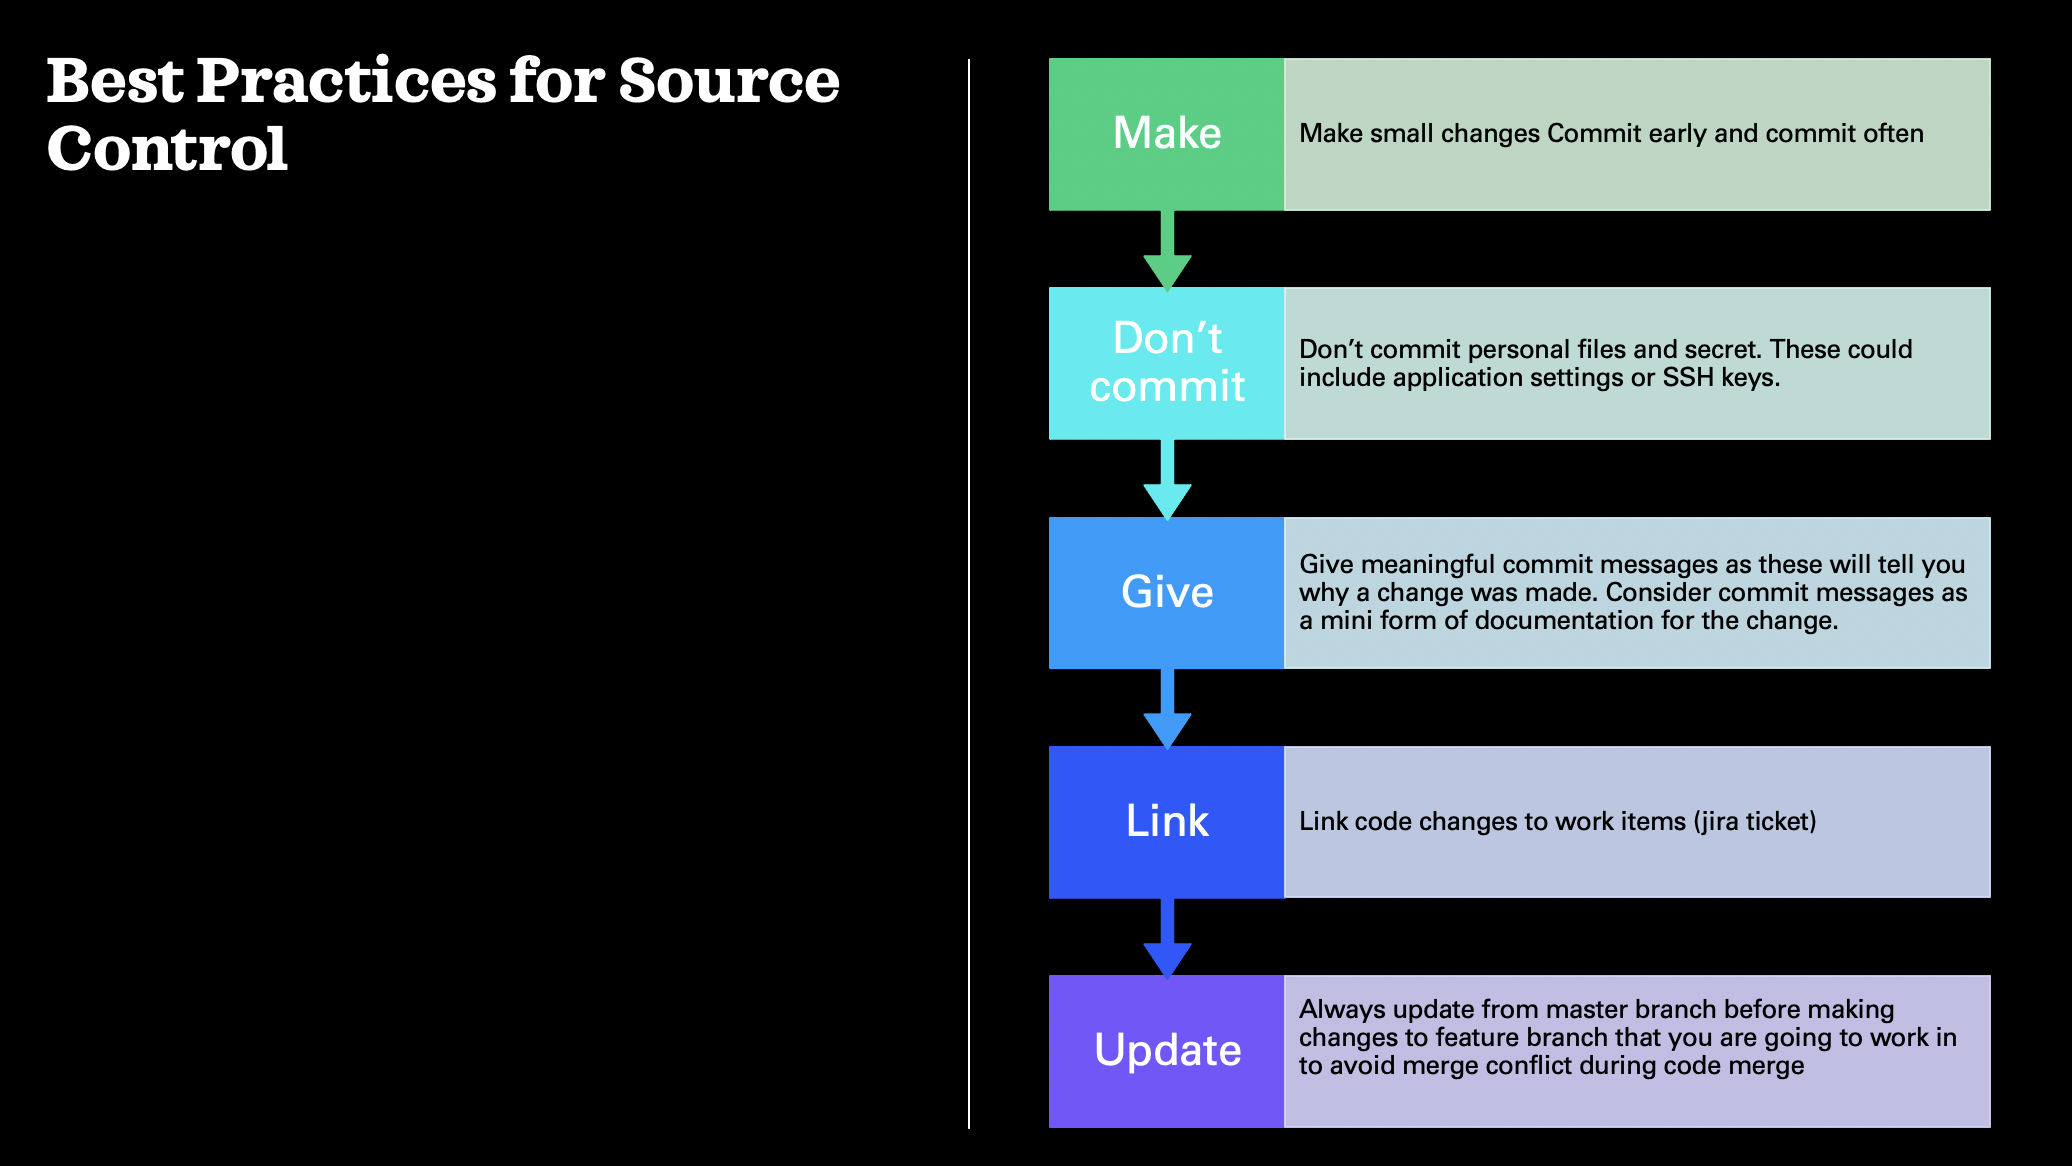 Best Practices for Source
Control
Make
Make small changes Commit early and commit often
Don’t
commit
Don’t commit personal files and secret. These could
include application settings or SSH keys.
Give
Give meaningful commit messages as these will tell you
why a change was made. Consider commit messages as
a mini form of documentation for the change.
Link
Link code changes to work items (jira ticket)
Update
Always update from master branch before making
changes to feature branch that you are going to work in
to avoid merge conflict during code merge